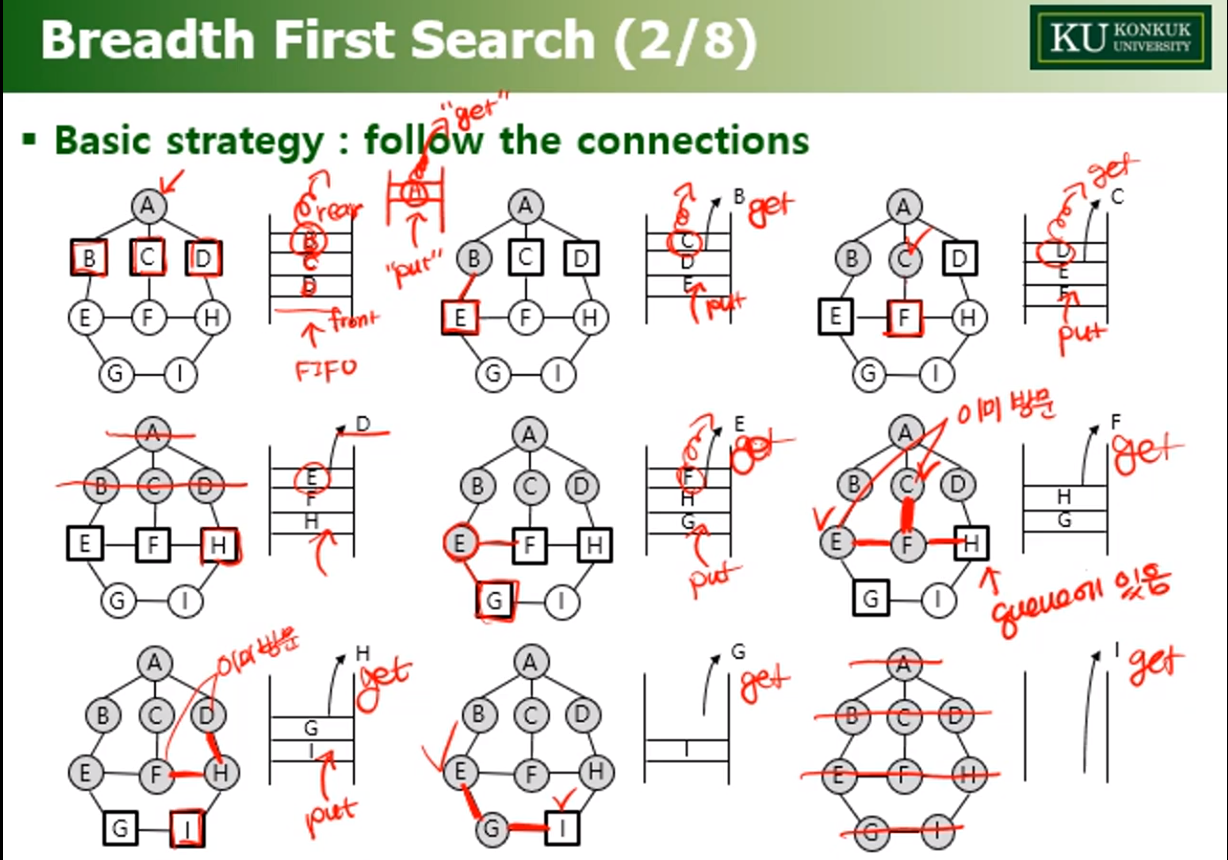 Breadth First Search (2/8)
KU KONKUK
UNIVERSITY
▪ Basic strategy : follow the connections
"get"
A
"put"
A
B C D
E F H
G I
rear
B
C
D
front
FIFO
A
B C D
E F H
G I
B
get
C
D
E
put
A
B C D
E F H
G I
get
C
D
E
F
put
A
B C D
E F H
G I
D
E
F
H
A
B C D
E F H
G I
E
get
F
H
G
put
이미 방문
A
B C D
E F H
G I
queue에 있음
F
get
H
G
이미 방문
A
B C D
E F H
G I
H
get
G
I
put
A
B C D
E F H
G I
G
get
I
A
B C D
E F H
G I
I
get